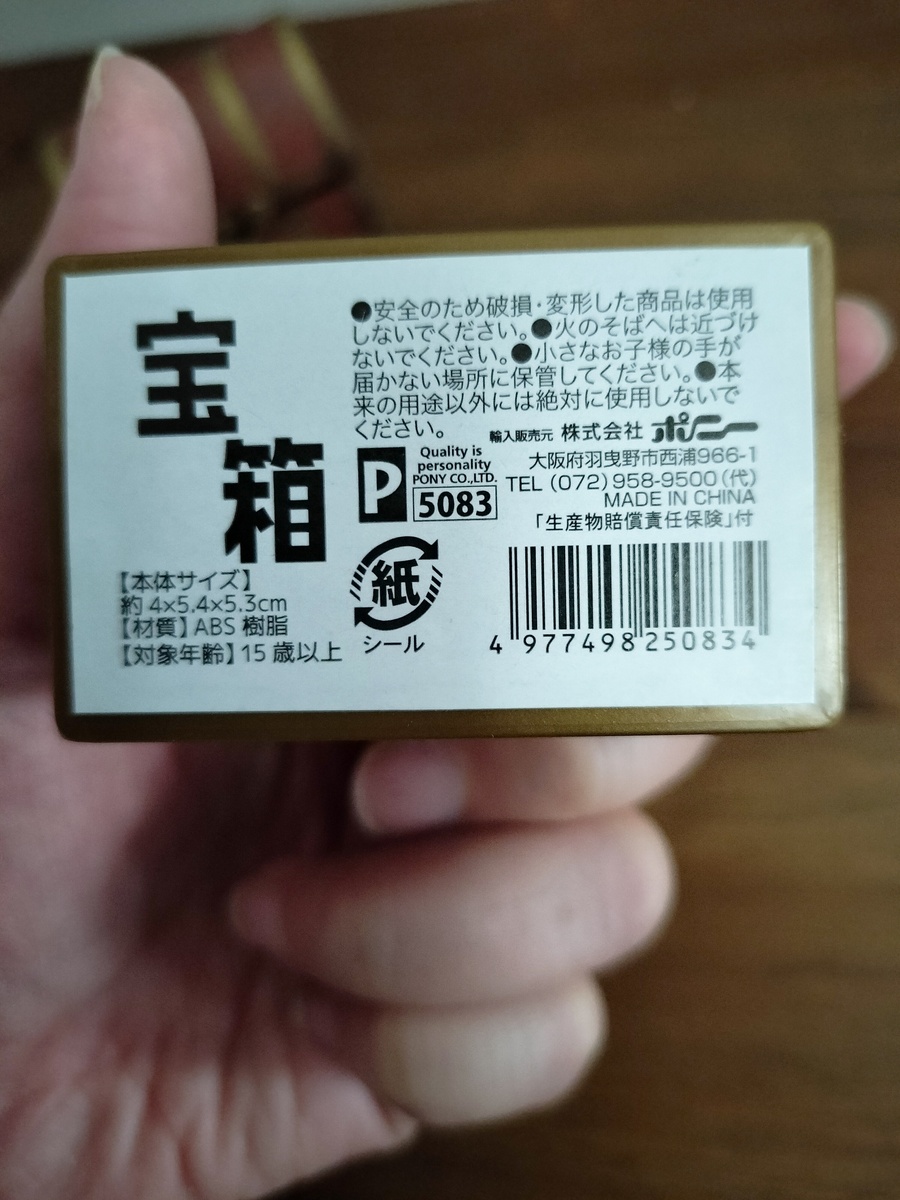 宝箱
●安全のため破損・変形した商品は使用
しないでください。●火のそばへは近づけ
ないでください。●小さなお子様の手が
届かない場所に保管してください。●本
来の用途以外には絶対に使用しないで
ください。
輸入販売元 株式会社 ポニー
大阪府羽曳野市西浦966-1
TEL (072)958-9500(代)
MADE IN CHINA
「生産物賠償責任保険」付
P
Quality is
personality
PONY CO.,LTD.
5083
【本体サイズ】
約 4×5.4×5.3cm
【材質】ABS 樹脂
【対象年齢】15 歳以上
紙
シール
4 977498 250834